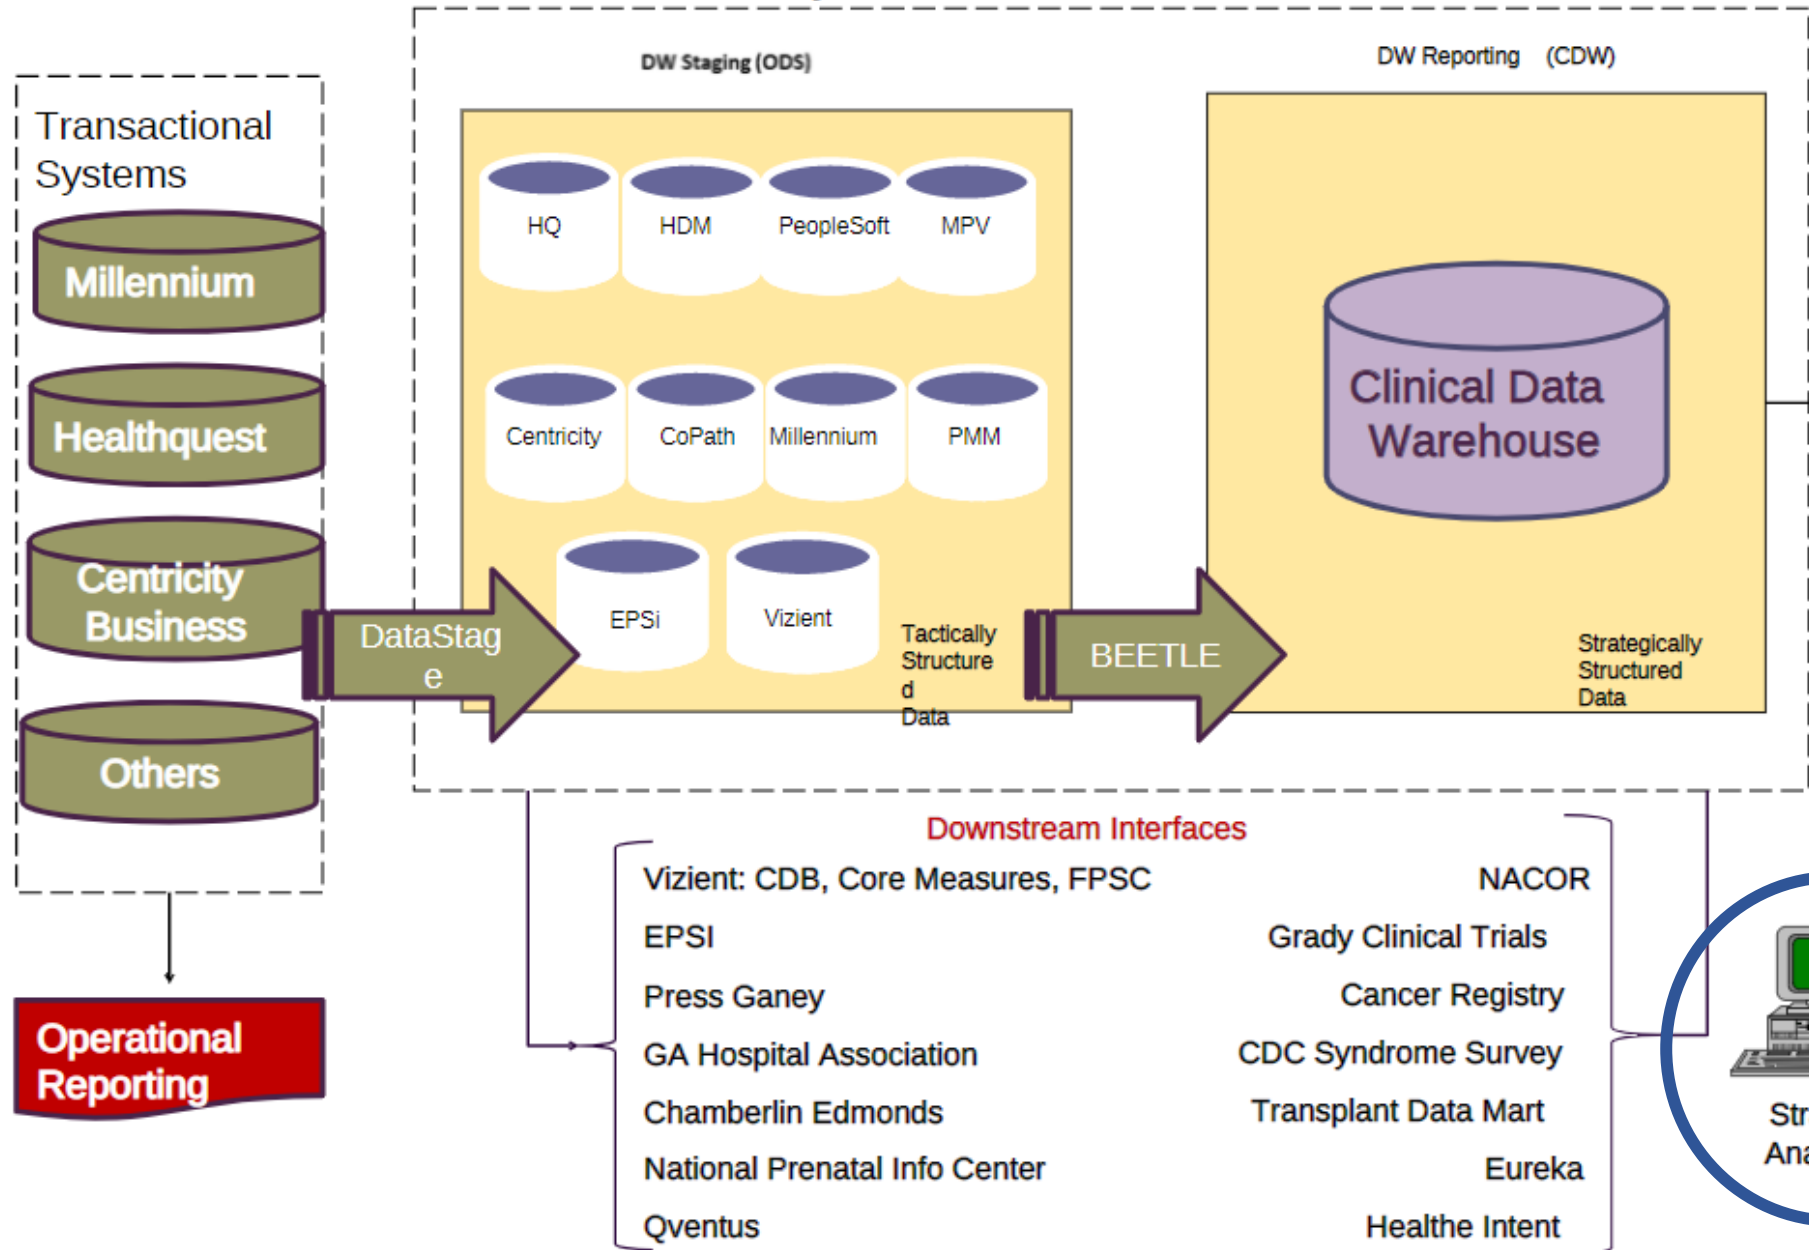 DW Staging (ODS)
DW Reporting (CDW)
Transactional
Systems
Millennium
Healthquest
Centricity
Business
Others
HQ
HDM
PeopleSoft
MPV
Centricity
CoPath
Millennium
PMM
EPSi
Vizient
Tactically
Structure
d
Data
DataStag
e
BEETLE
Clinical Data
Warehouse
Strategically
Structured
Data
Operational
Reporting
Downstream Interfaces
Vizient: CDB, Core Measures, FPSC
EPSI
Press Ganey
GA Hospital Association
Chamberlin Edmonds
National Prenatal Info Center
Qventus
NACOR
Grady Clinical Trials
Cancer Registry
CDC Syndrome Survey
Transplant Data Mart
Eureka
Healthe Intent